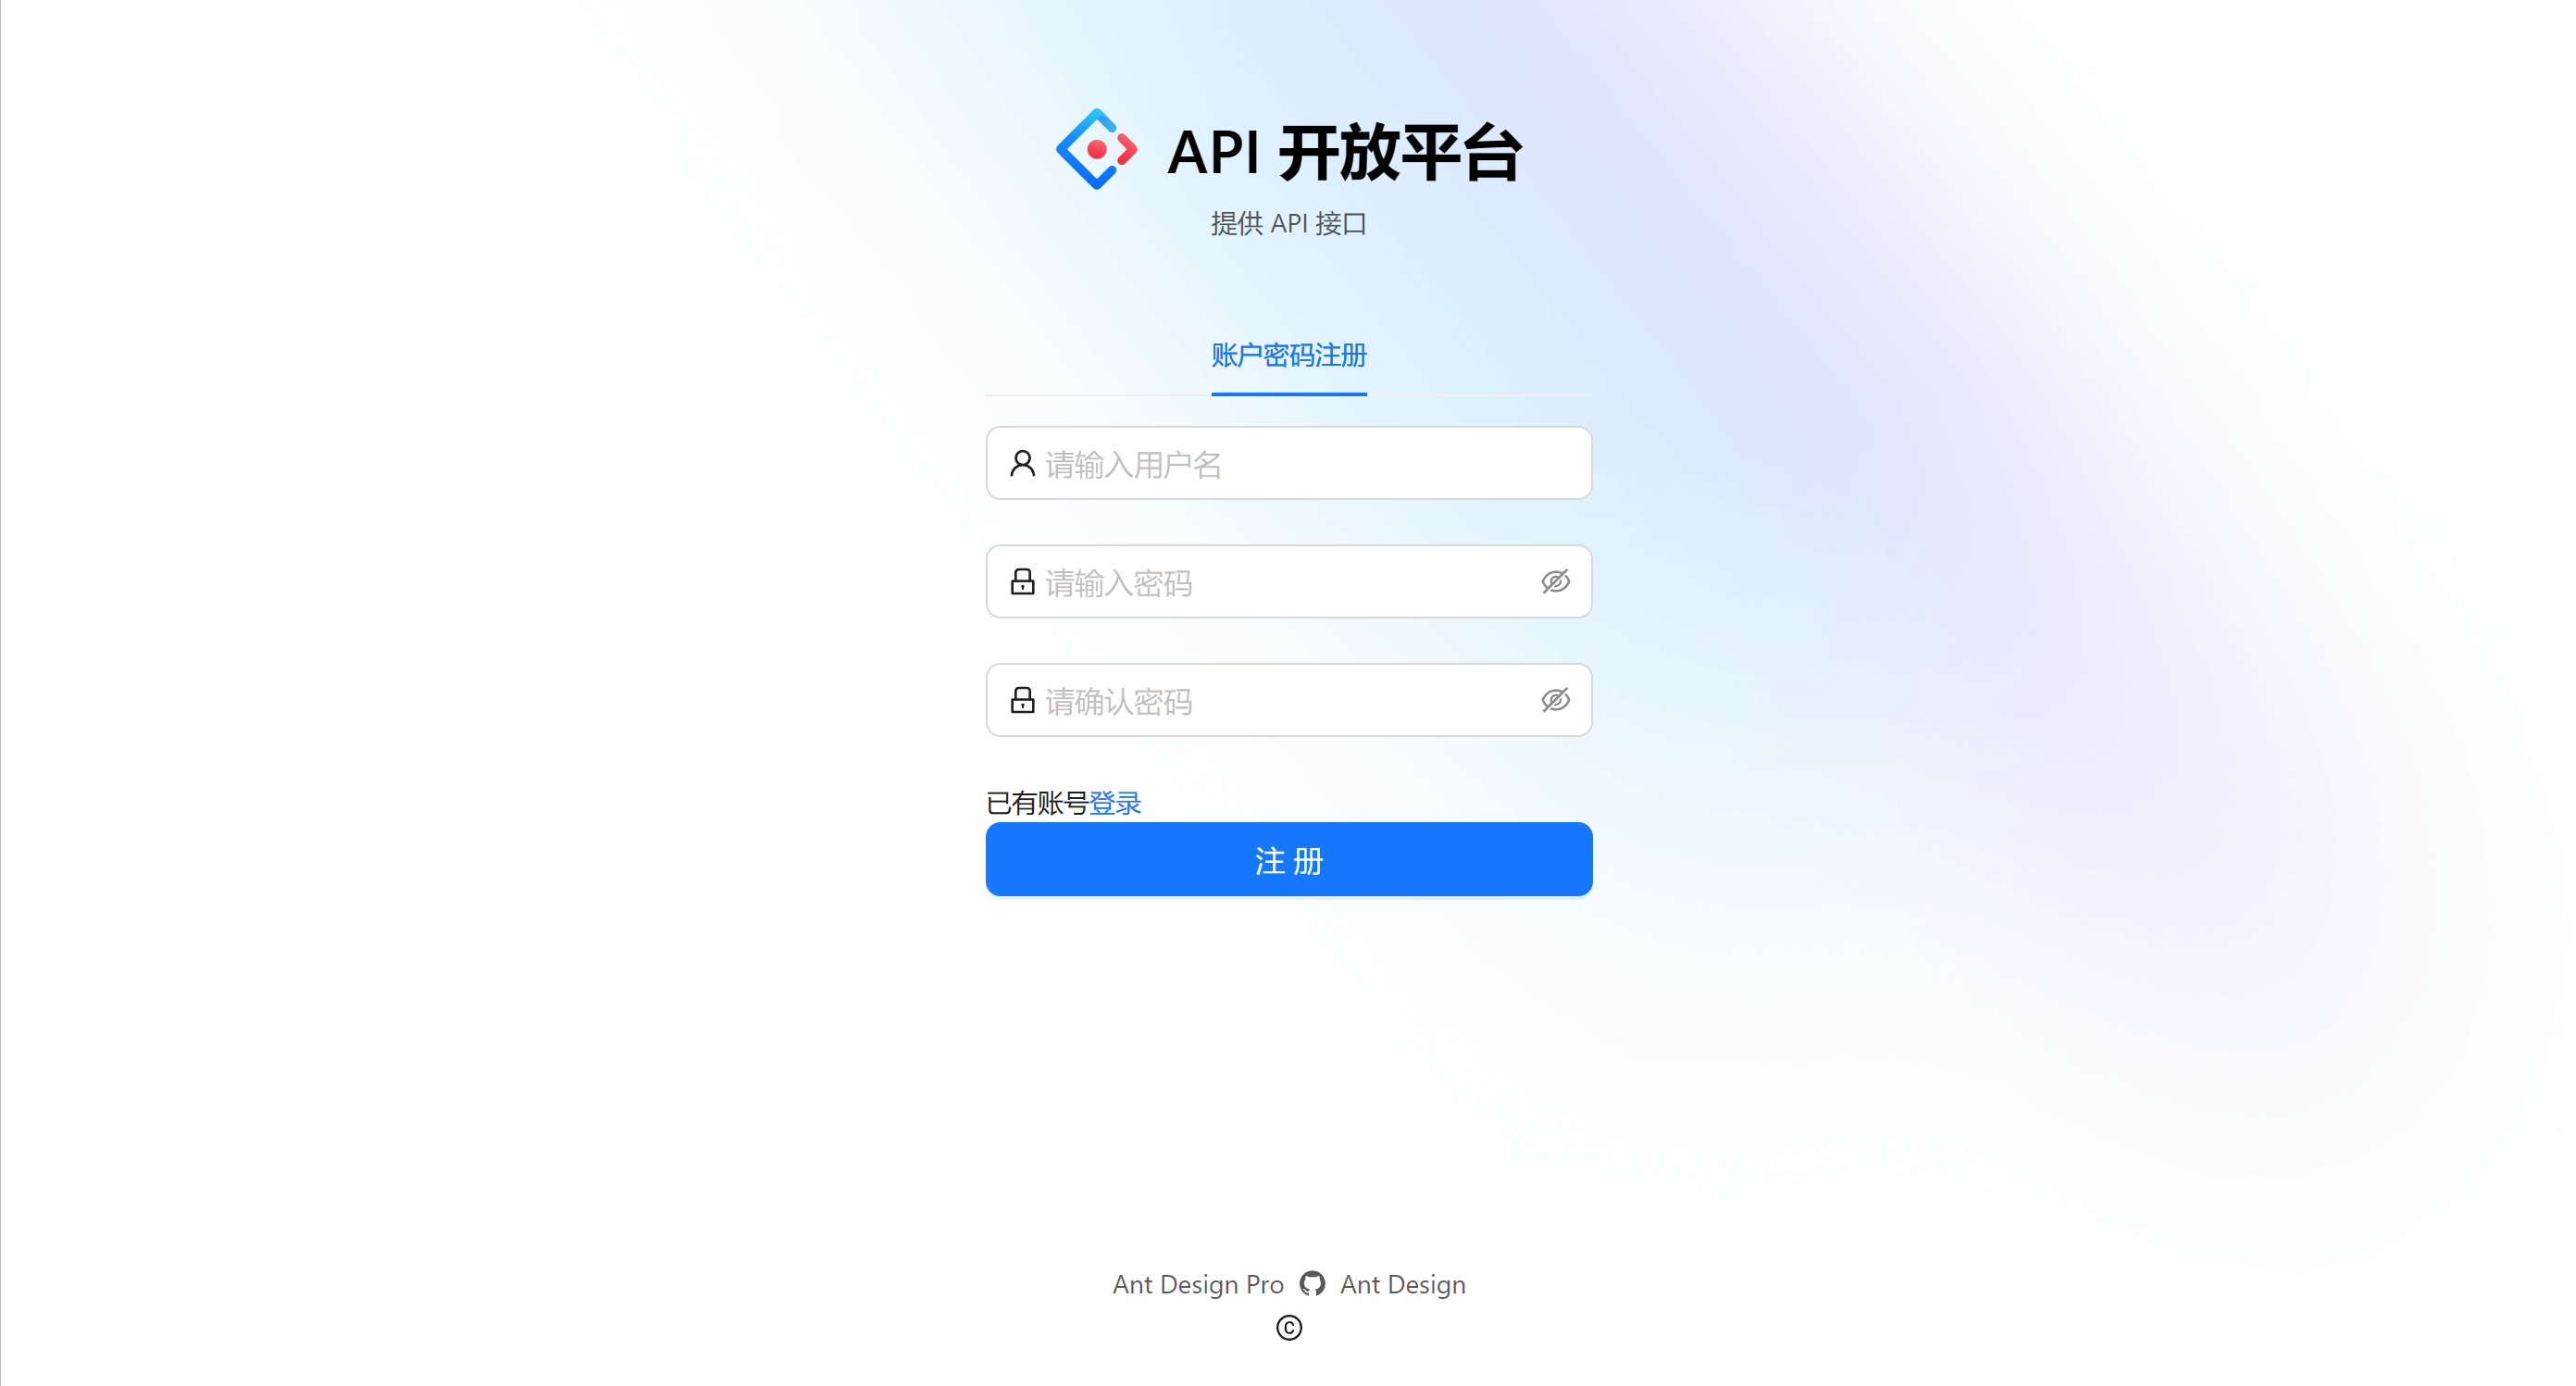 API 开放平台
提供 API 接口
账户密码注册
请输入用户名
请输入密码
请确认密码
已有账号登录
注 册
Ant Design Pro Ant Design
©